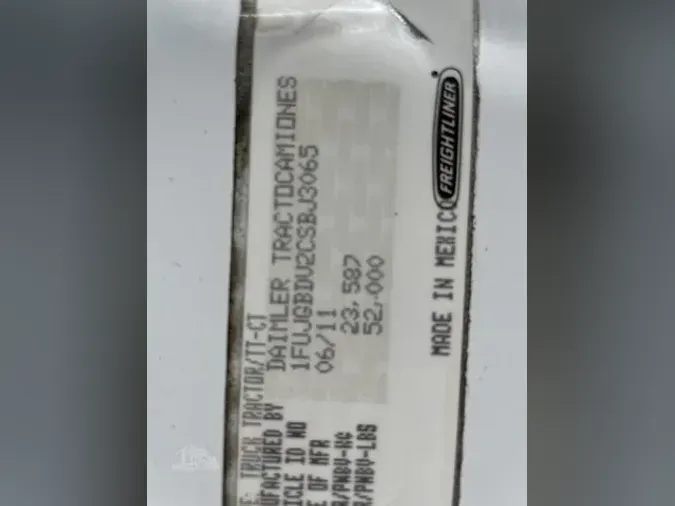 E: TRUCK TRACTOR/TT-CT
UFACTURED BY DAIMLER TRACTOCAMIONES
ICLE ID NO 1FUJGBDV2CSBJ3065
E OF MFR 06/11
R/PNBV-KG 23,587
R/PNBV-LBS 52,000
MADE IN MEXICO FREIGHTLINER